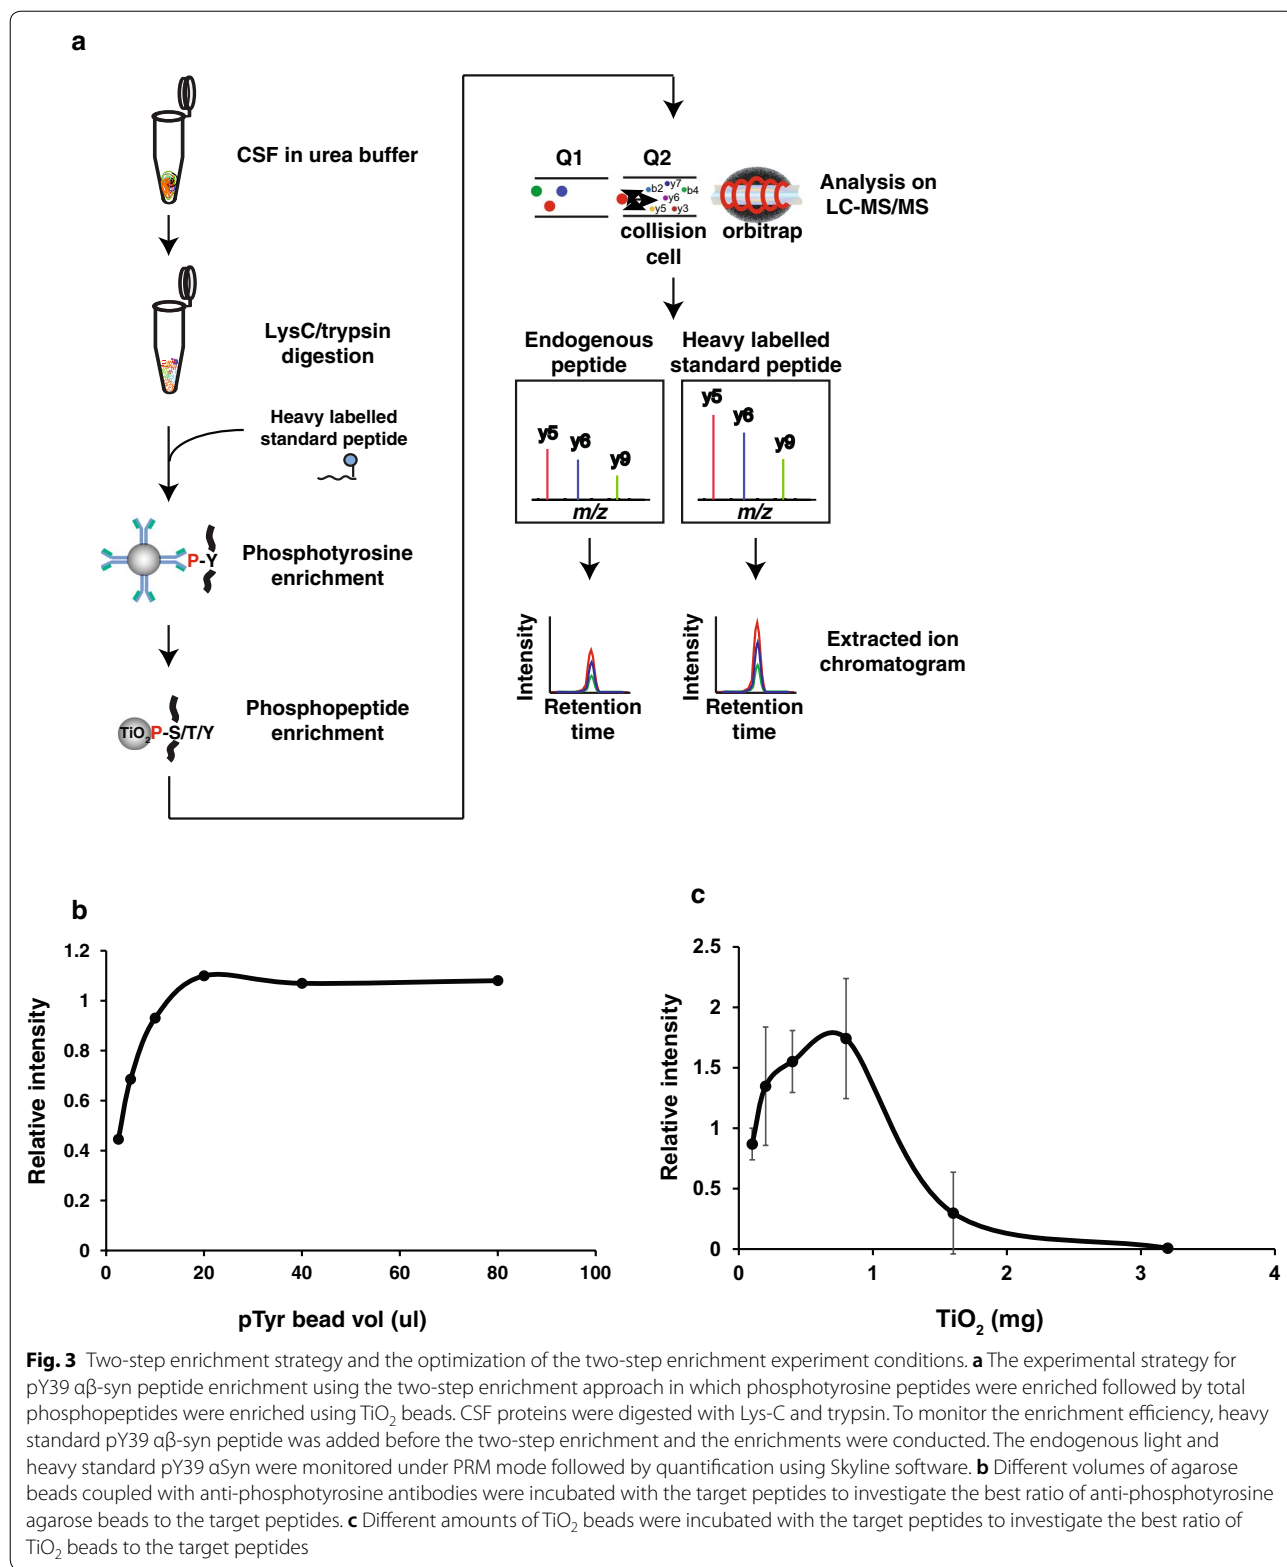 a
CSF in urea buffer
LysC/trypsin
digestion
Heavy labelled
standard peptide
P-Y
Phosphotyrosine
enrichment
TiO2 P-S/T/Y
Phosphopeptide
enrichment
Q1
Q2
b2
y7
b4
y6
y5
y3
collision
cell
orbitrap
Analysis on
LC-MS/MS
Endogenous
peptide
Heavy labelled
standard peptide
y5
y6
y9
m/z
y5
y6
y9
m/z
Intensity
Retention
time
Intensity
Retention
time
Extracted ion
chromatogram
b
Relative intensity
1.2
1
0.8
0.6
0.4
0.2
0
0 20 40 60 80 100
pTyr bead vol (ul)
c
Relative intensity
2.5
2
1.5
1
0.5
0
0 1 2 3 4
TiO2 (mg)
Fig. 3 Two-step enrichment strategy and the optimization of the two-step enrichment experiment conditions. a The experimental strategy for
pY39 αβ-syn peptide enrichment using the two-step enrichment approach in which phosphotyrosine peptides were enriched followed by total
phosphopeptides were enriched using TiO2 beads. CSF proteins were digested with Lys-C and trypsin. To monitor the enrichment efficiency, heavy
standard pY39 αβ-syn peptide was added before the two-step enrichment and the enrichments were conducted. The endogenous light and
heavy standard pY39 αSyn were monitored under PRM mode followed by quantification using Skyline software. b Different volumes of agarose
beads coupled with anti-phosphotyrosine antibodies were incubated with the target peptides to investigate the best ratio of anti-phosphotyrosine
agarose beads to the target peptides. c Different amounts of TiO2 beads were incubated with the target peptides to investigate the best ratio of
TiO2 beads to the target peptides